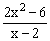 2x² − 6
x − 2